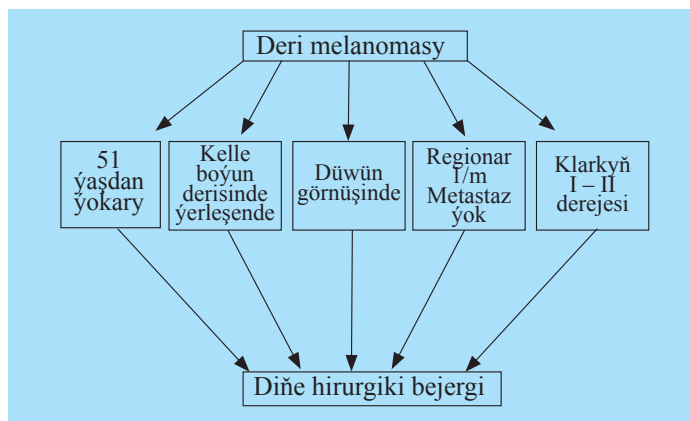 Deri melanomasy
51
ýaşdan
ýokary
Kelle
boýun
derisinde
ýerleşende
Düwün
görnüşinde
Regionar
I/m
Metastaz
ýok
Klarkyň
I – II
derejesi
Diňe hirurgiki bejergi